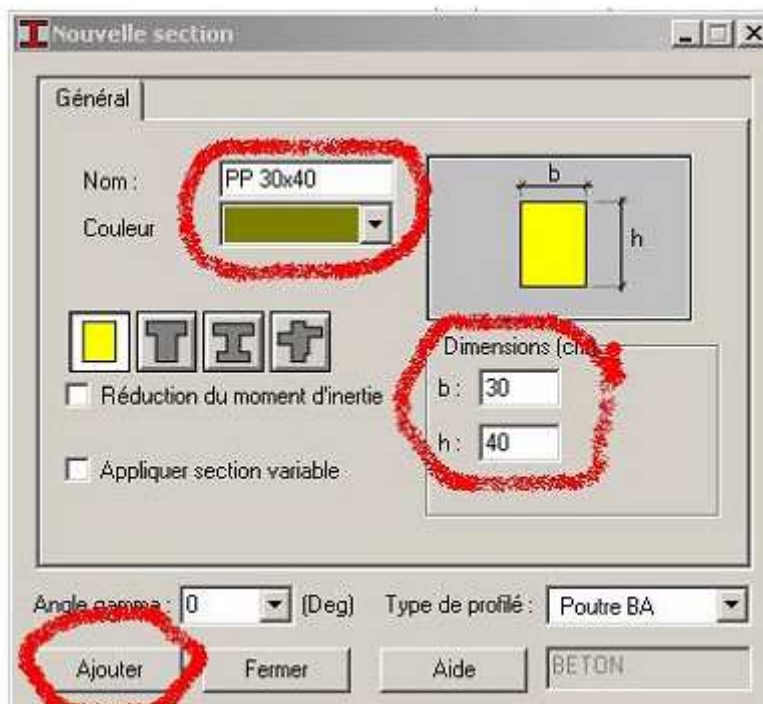 Nouvelle section
Général
Nom :
PP 30x40
Couleur
b
h
Dimensions (cm)
b : 30
h : 40
Réduction du moment d'inertie
Appliquer section variable
Angle gamma : 0 (Deg)
Type de profilé : Poutre BA
Ajouter
Fermer
Aide
BETON